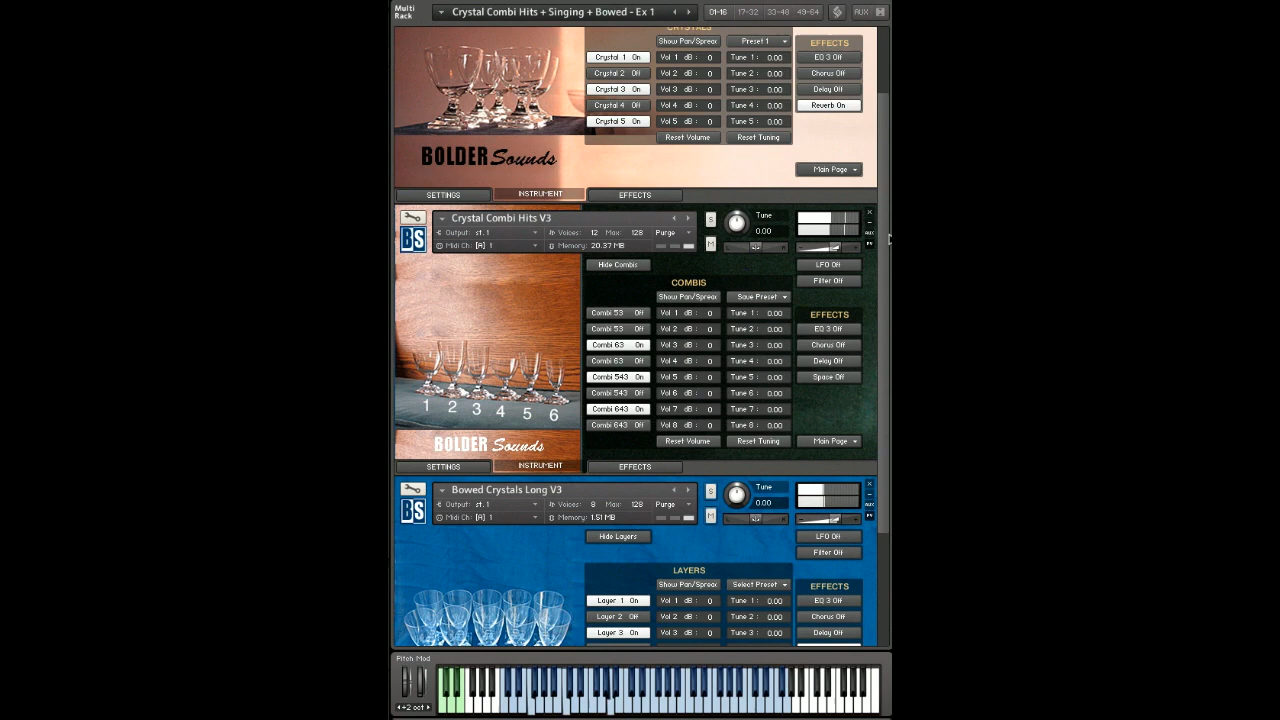 Multi Rack Crystal Combi Hits + Singing + Bowed - Ex 1 01-16 17-32 33-48 49-64 AUX
CRYSTALS
Show Pan/Spread Preset 1 EFFECTS
Crystal 1 On Vol 1 dB : 0 Tune 1 : 0.00 EQ 3 Off
Crystal 2 Off Vol 2 dB : 0 Tune 2 : 0.00 Chorus Off
Crystal 3 On Vol 3 dB : 0 Tune 3 : 0.00 Delay Off
Crystal 4 Off Vol 4 dB : 0 Tune 4 : 0.00 Reverb On
Crystal 5 On Vol 5 dB : 0 Tune 5 : 0.00
Reset Volume Reset Tuning
BOLDER Sounds
Main Page
SETTINGS INSTRUMENT EFFECTS
Crystal Combi Hits V3 S Tune
Output: st.1 Voices: 12 Max: 128 Purge 0.00
BS Midi Ch: [A] 1 Memory: 20.37 MB M AUX PV
Hide Combis LFO Off
COMBIS Filter Off
Show Pan/Spread Save Preset
Combi 53 Off Vol 1 dB : 0 Tune 1 : 0.00 EFFECTS
Combi 53 Off Vol 2 dB : 0 Tune 2 : 0.00 EQ 3 Off
Combi 63 On Vol 3 dB : 0 Tune 3 : 0.00 Chorus Off
Combi 63 Off Vol 4 dB : 0 Tune 4 : 0.00 Delay Off
Combi 543 On Vol 5 dB : 0 Tune 5 : 0.00 Space Off
Combi 543 Off Vol 6 dB : 0 Tune 6 : 0.00
Combi 643 On Vol 7 dB : 0 Tune 7 : 0.00
Combi 643 Off Vol 8 dB : 0 Tune 8 : 0.00
1 2 3 4 5 6
BOLDER Sounds Reset Volume Reset Tuning Main Page
SETTINGS INSTRUMENT EFFECTS
Bowed Crystals Long V3 S Tune
Output: st.1 Voices: 8 Max: 128 Purge 0.00
BS Midi Ch: [A] 1 Memory: 1.51 MB M AUX PV
Hide Layers LFO Off
Filter Off
LAYERS
Show Pan/Spread Select Preset EFFECTS
Layer 1 On Vol 1 dB : 0 Tune 1 : 0.00 EQ 3 Off
Layer 2 Off Vol 2 dB : 0 Tune 2 : 0.00 Chorus Off
Layer 3 On Vol 3 dB : 0 Tune 3 : 0.00 Delay Off
Pitch Mod
+2 oct